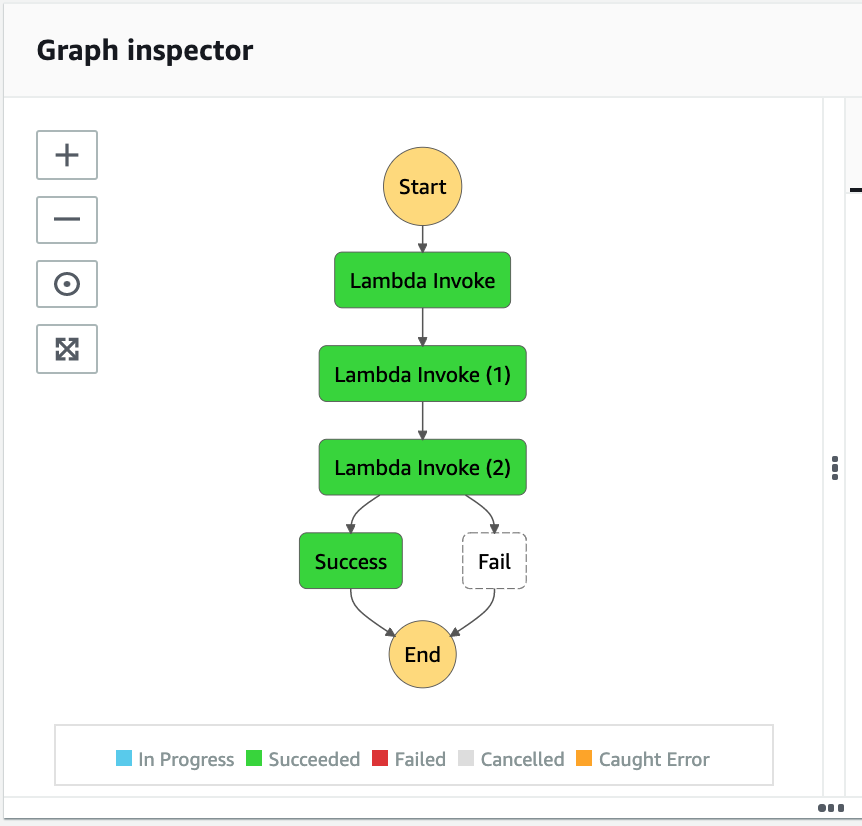 Graph inspector
Start
Lambda Invoke
Lambda Invoke (1)
Lambda Invoke (2)
Success
Fail
End
In Progress Succeeded Failed Cancelled Caught Error